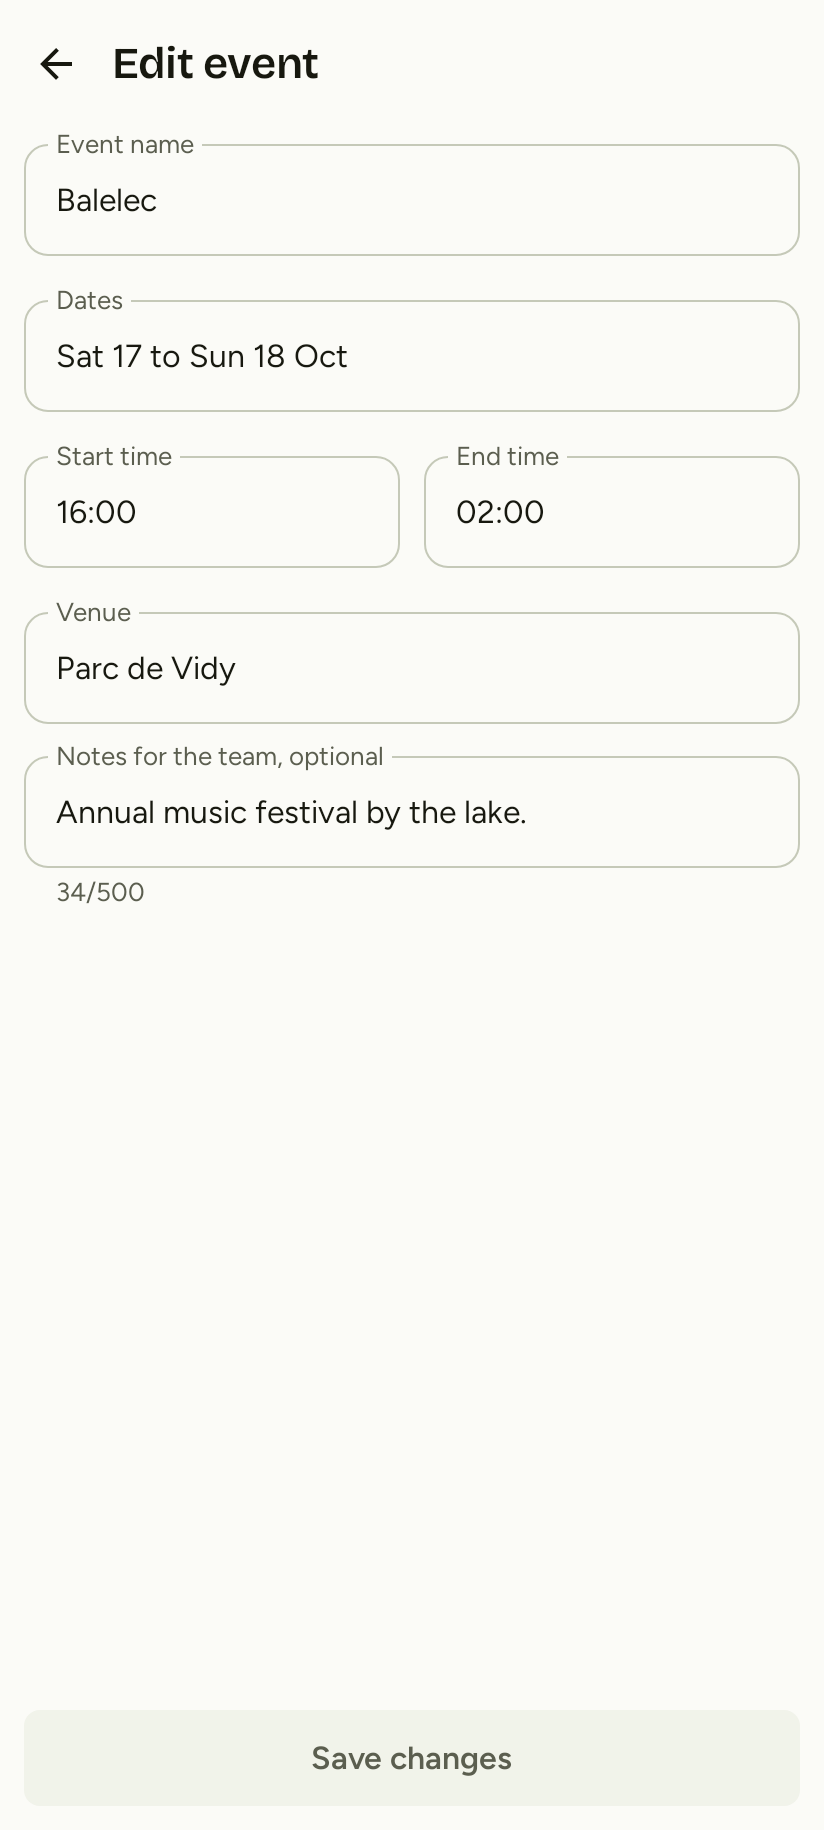 Edit event
Event name
Balelec
Dates
Sat 17 to Sun 18 Oct
Start time
16:00
End time
02:00
Venue
Parc de Vidy
Notes for the team, optional
Annual music festival by the lake.
34/500
Save changes